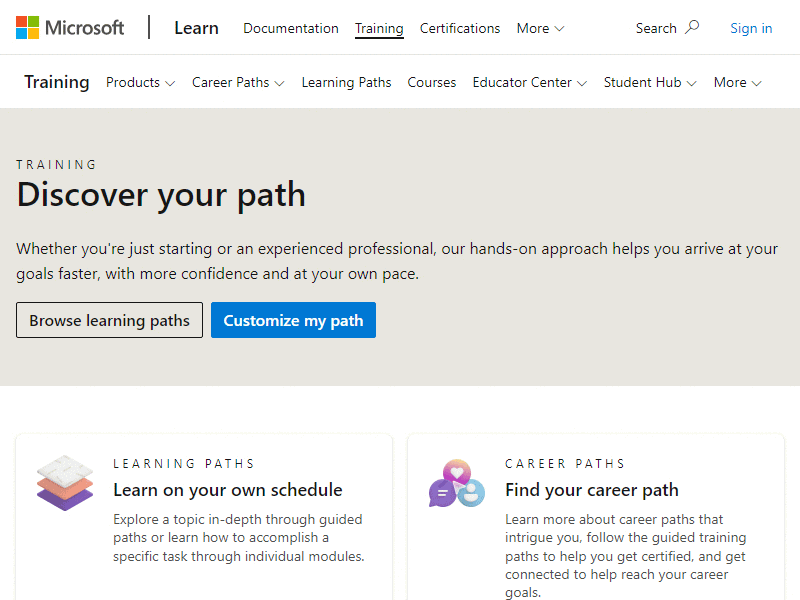 Microsoft Learn Documentation Training Certifications More Search Sign in
Training Products Career Paths Learning Paths Courses Educator Center Student Hub More
TRAINING
Discover your path
Whether you're just starting or an experienced professional, our hands-on approach helps you arrive at your
goals faster, with more confidence and at your own pace.
Browse learning paths Customize my path
LEARNING PATHS
Learn on your own schedule
Explore a topic in-depth through guided
paths or learn how to accomplish a
specific task through individual modules.
CAREER PATHS
Find your career path
Learn more about career paths that
intrigue you, follow the guided training
paths to help you get certified, and get
connected to help reach your career
goals.